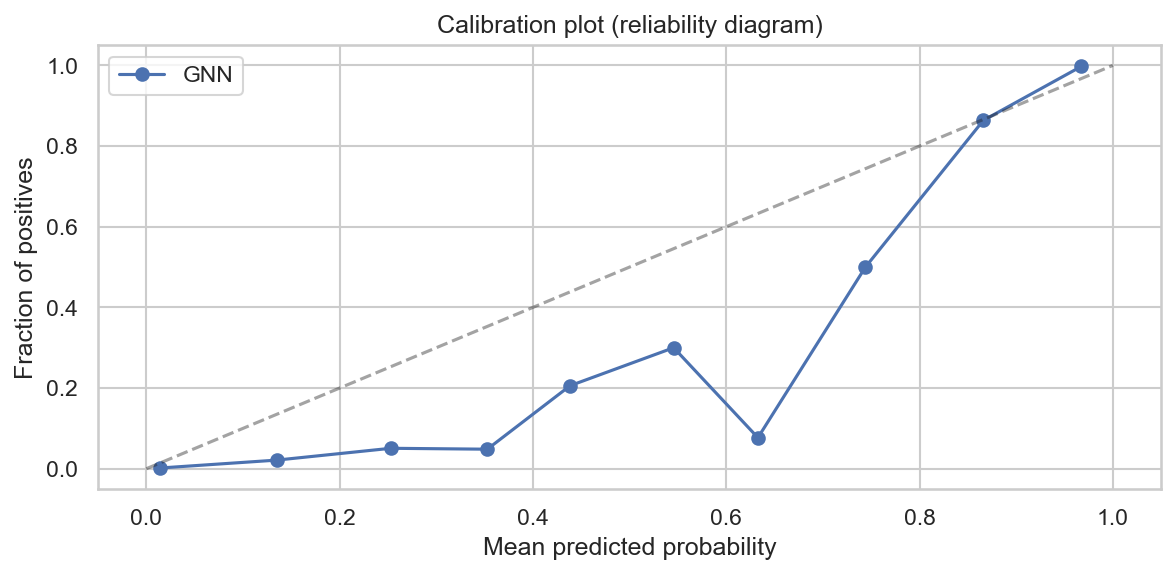 Calibration plot (reliability diagram)
GNN
Fraction of positives
1.0
0.8
0.6
0.4
0.2
0.0
0.0 0.2 0.4 0.6 0.8 1.0
Mean predicted probability